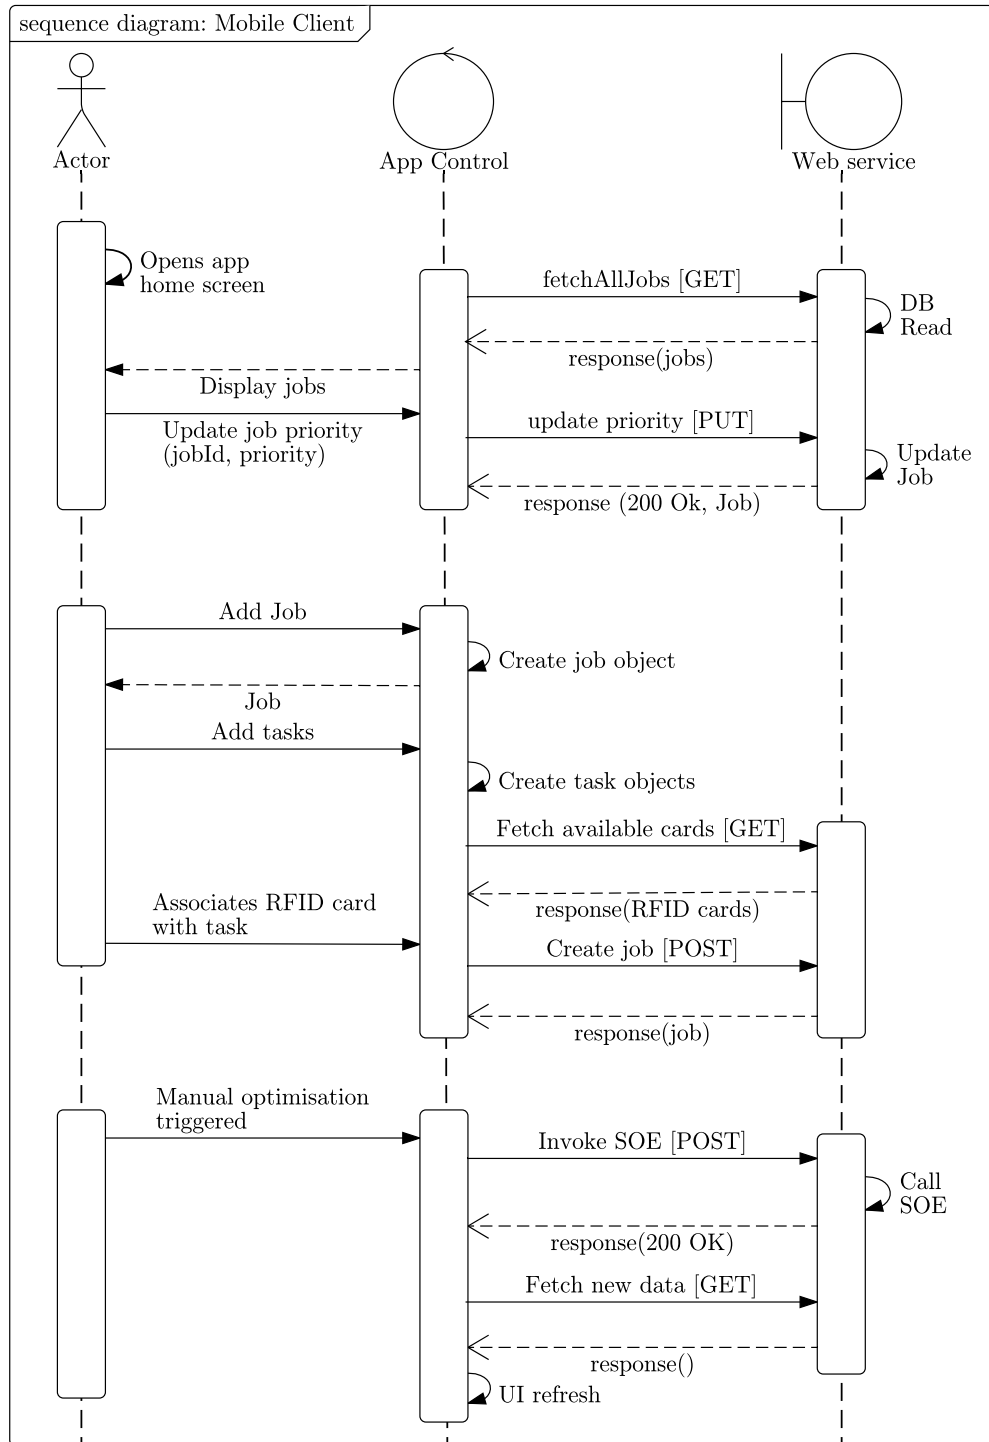 sequence diagram: Mobile Client
Actor
App Control
Web service
Opens app
home screen
fetchAllJobs [GET]
DB
Read
response(jobs)
Display jobs
Update job priority
(jobId, priority)
update priority [PUT]
Update
Job
response (200 Ok, Job)
Add Job
Create job object
Job
Add tasks
Create task objects
Fetch available cards [GET]
Associates RFID card
with task
response(RFID cards)
Create job [POST]
response(job)
Manual optimisation
triggered
Invoke SOE [POST]
Call
SOE
response(200 OK)
Fetch new data [GET]
response()
UI refresh